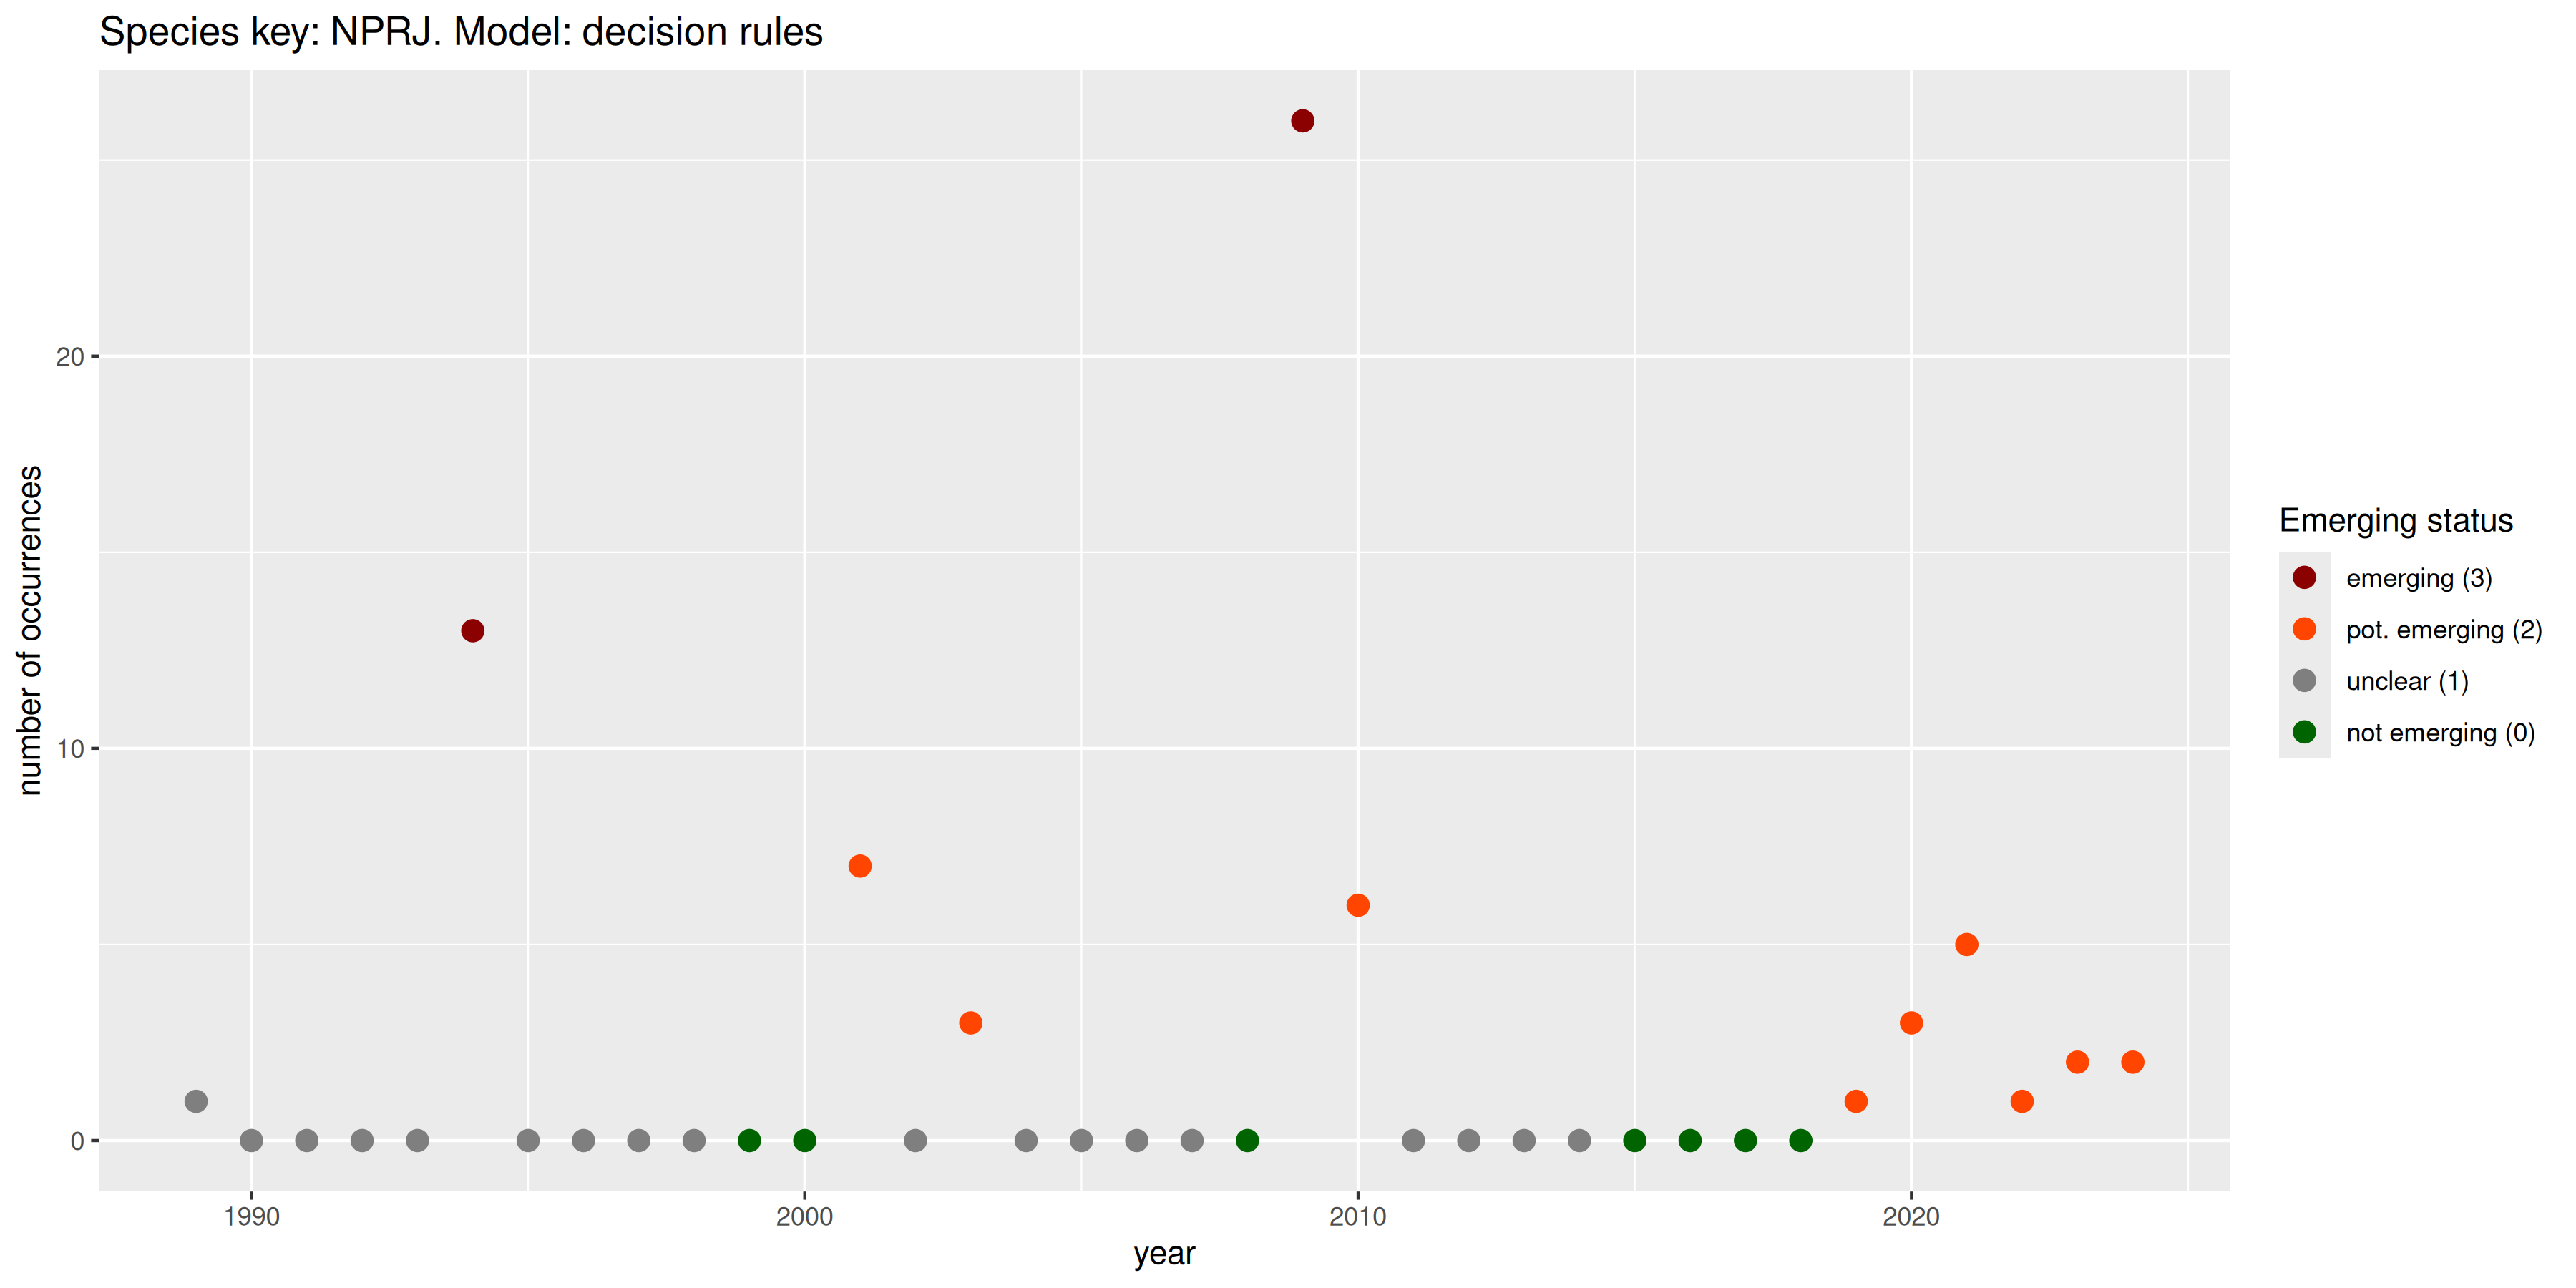 Species key: NPRJ. Model: decision rules
number of occurrences
20
10
0
1990
2000
2010
2020
year
Emerging status
emerging (3)
pot. emerging (2)
unclear (1)
not emerging (0)